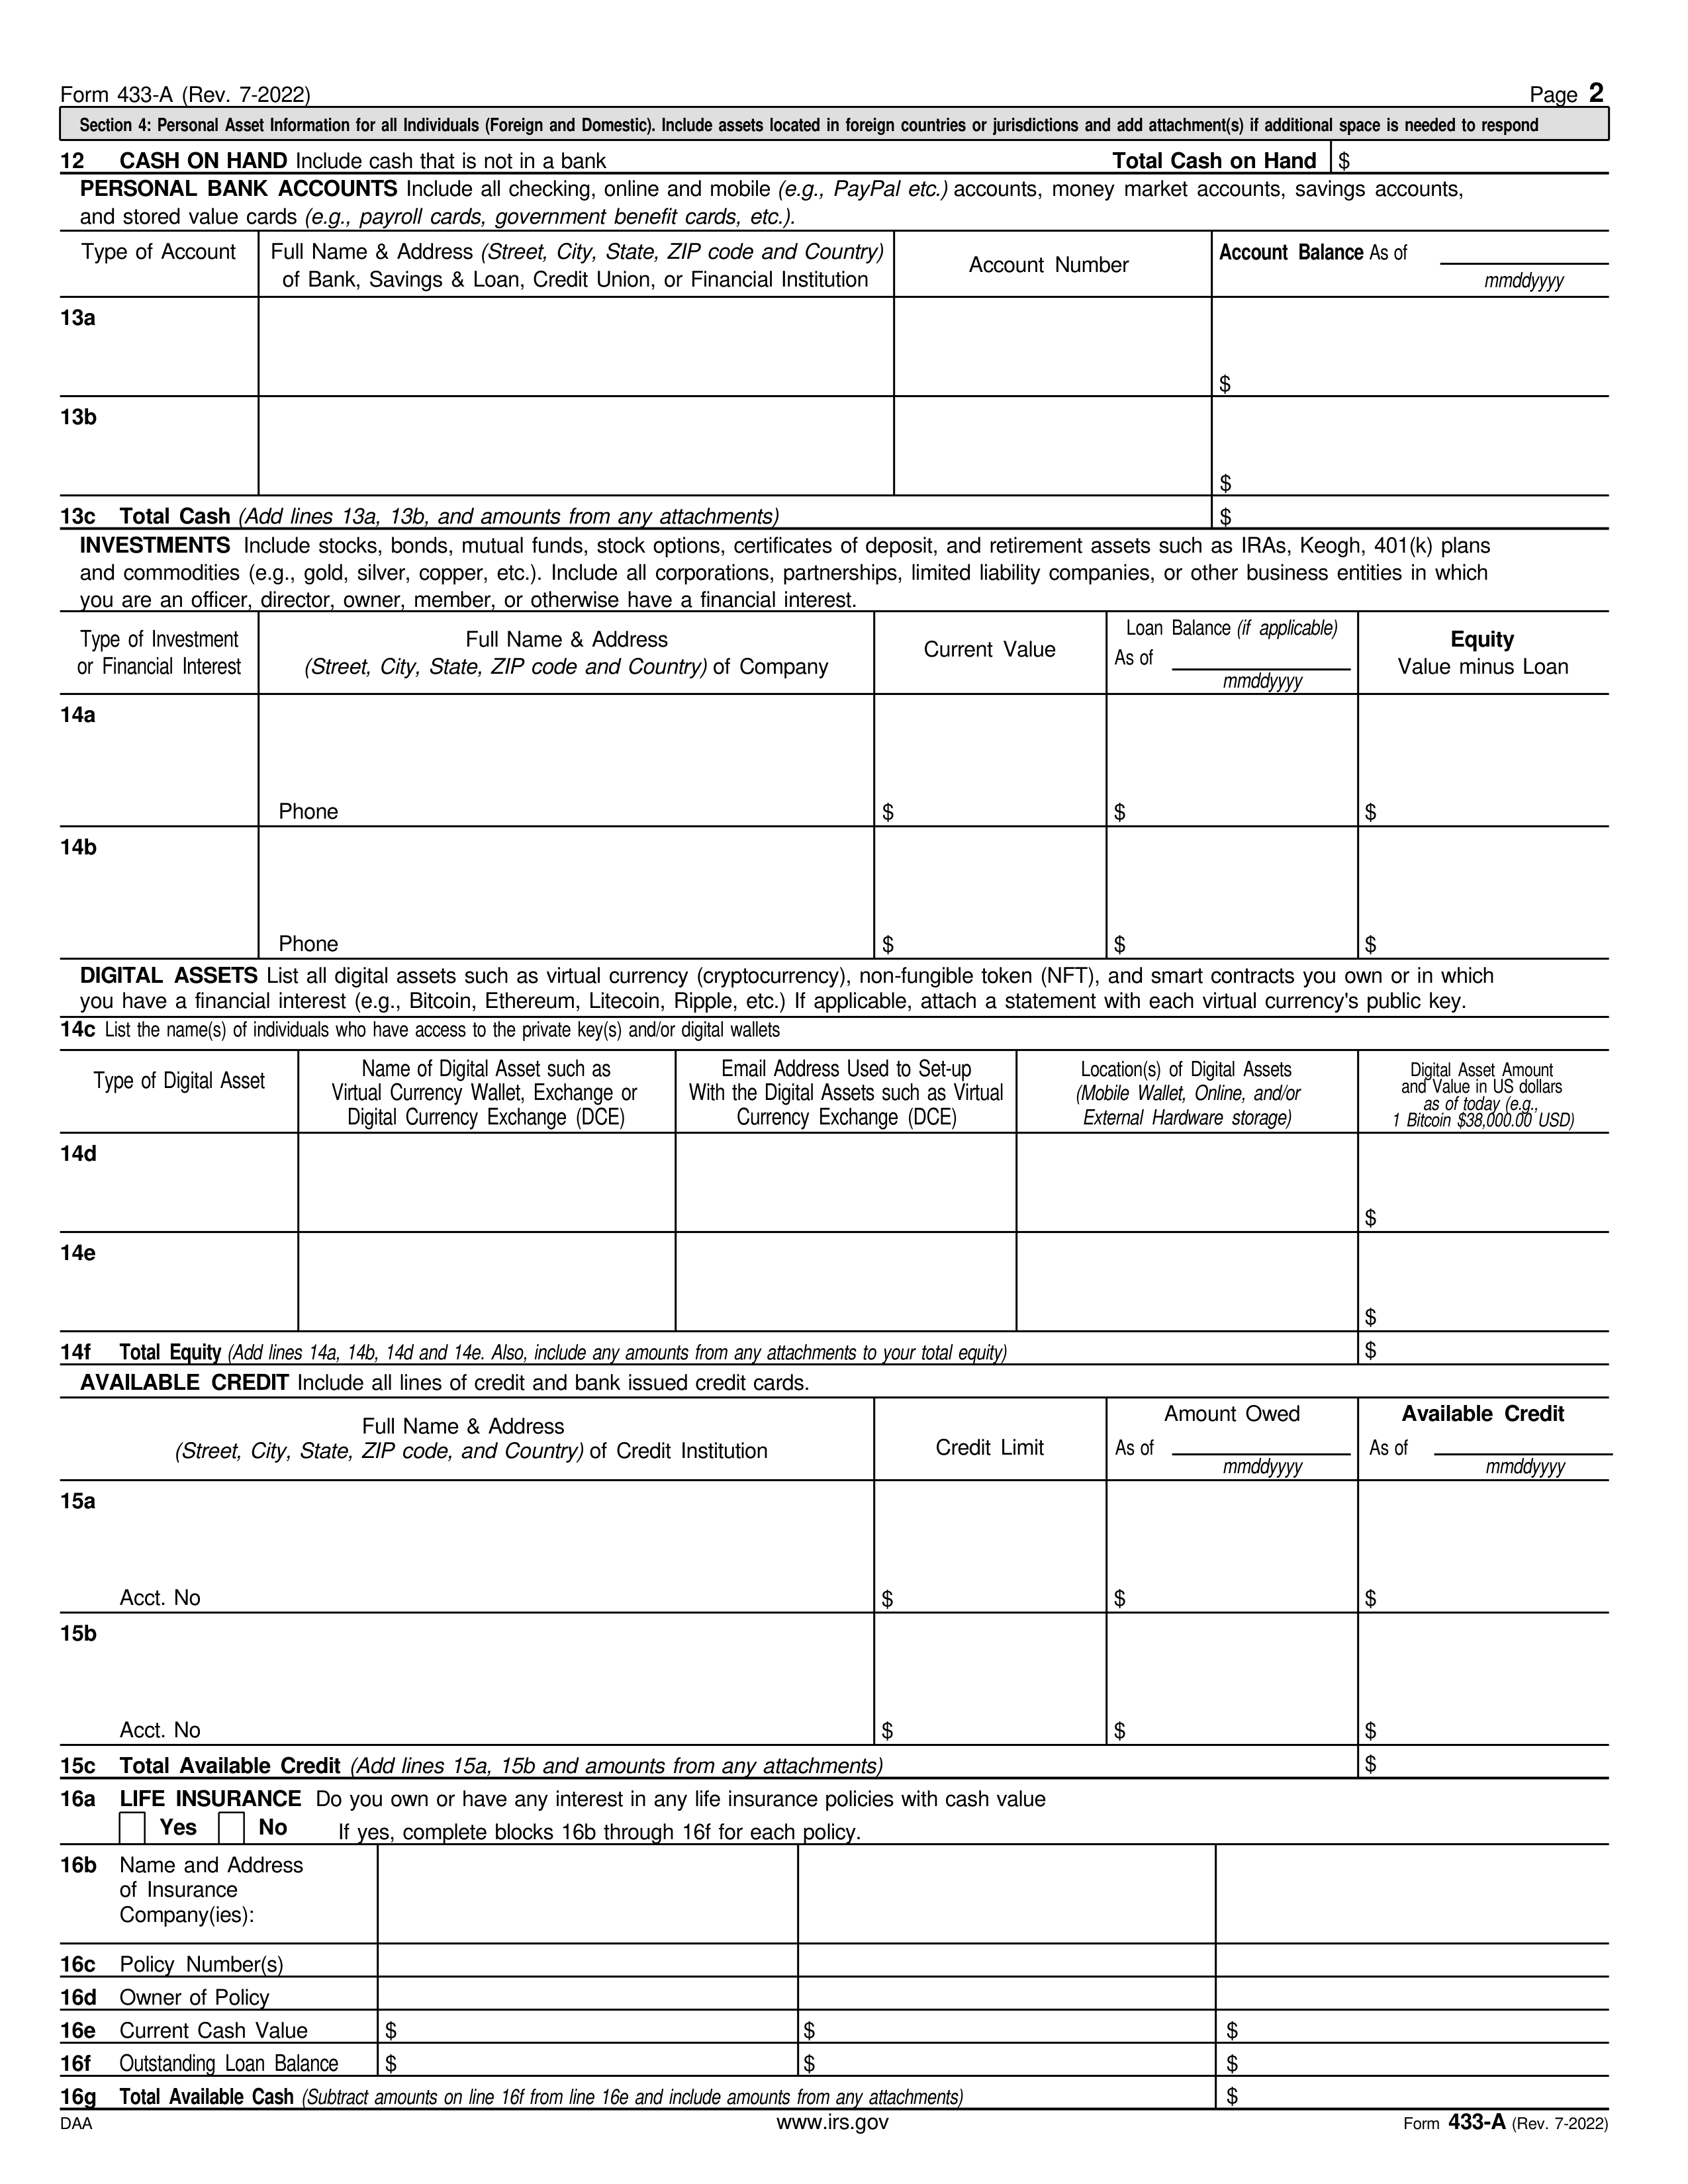 Form 433-A (Rev. 7-2022) Page 2
Section 4: Personal Asset Information for all Individuals (Foreign and Domestic). Include assets located in foreign countries or jurisdictions and add attachment(s) if additional space is needed to respond
12 CASH ON HAND Include cash that is not in a bank Total Cash on Hand $
PERSONAL BANK ACCOUNTS Include all checking, online and mobile (e.g., PayPal etc.) accounts, money market accounts, savings accounts,
and stored value cards (e.g., payroll cards, government benefit cards, etc.).
Type of Account
Full Name & Address (Street, City, State, ZIP code and Country)
of Bank, Savings & Loan, Credit Union, or Financial Institution
Account Number
Account Balance As of
mmddyyyy
13a
$
13b
$
13c Total Cash (Add lines 13a, 13b, and amounts from any attachments) $
INVESTMENTS Include stocks, bonds, mutual funds, stock options, certificates of deposit, and retirement assets such as IRAs, Keogh, 401(k) plans
and commodities (e.g., gold, silver, copper, etc.). Include all corporations, partnerships, limited liability companies, or other business entities in which
you are an officer, director, owner, member, or otherwise have a financial interest.
Type of Investment
or Financial Interest
Full Name & Address
(Street, City, State, ZIP code and Country) of Company
Current Value
Loan Balance (if applicable)
As of
mmddyyyy
Equity
Value minus Loan
14a
Phone $ $ $
14b
Phone $ $ $
DIGITAL ASSETS List all digital assets such as virtual currency (cryptocurrency), non-fungible token (NFT), and smart contracts you own or in which
you have a financial interest (e.g., Bitcoin, Ethereum, Litecoin, Ripple, etc.) If applicable, attach a statement with each virtual currency's public key.
14c List the name(s) of individuals who have access to the private key(s) and/or digital wallets
Type of Digital Asset
Name of Digital Asset such as
Virtual Currency Wallet, Exchange or
Digital Currency Exchange (DCE)
Email Address Used to Set-up
With the Digital Assets such as Virtual
Currency Exchange (DCE)
Location(s) of Digital Assets
(Mobile Wallet, Online, and/or
External Hardware storage)
Digital Asset Amount
and Value in US dollars
as of today (e.g.,
1 Bitcoin $38,000.00 USD)
14d
$
14e
$
14f Total Equity (Add lines 14a, 14b, 14d and 14e. Also, include any amounts from any attachments to your total equity) $
AVAILABLE CREDIT Include all lines of credit and bank issued credit cards.
Full Name & Address
(Street, City, State, ZIP code, and Country) of Credit Institution
Credit Limit
Amount Owed
As of
mmddyyyy
Available Credit
As of
mmddyyyy
15a
Acct. No $ $ $
15b
Acct. No $ $ $
15c Total Available Credit (Add lines 15a, 15b and amounts from any attachments) $
16a LIFE INSURANCE Do you own or have any interest in any life insurance policies with cash value
Yes No If yes, complete blocks 16b through 16f for each policy.
16b Name and Address
of Insurance
Company(ies):
16c Policy Number(s)
16d Owner of Policy
16e Current Cash Value $ $ $
16f Outstanding Loan Balance $ $ $
16g Total Available Cash (Subtract amounts on line 16f from line 16e and include amounts from any attachments) $
DAA www.irs.gov Form 433-A (Rev. 7-2022)